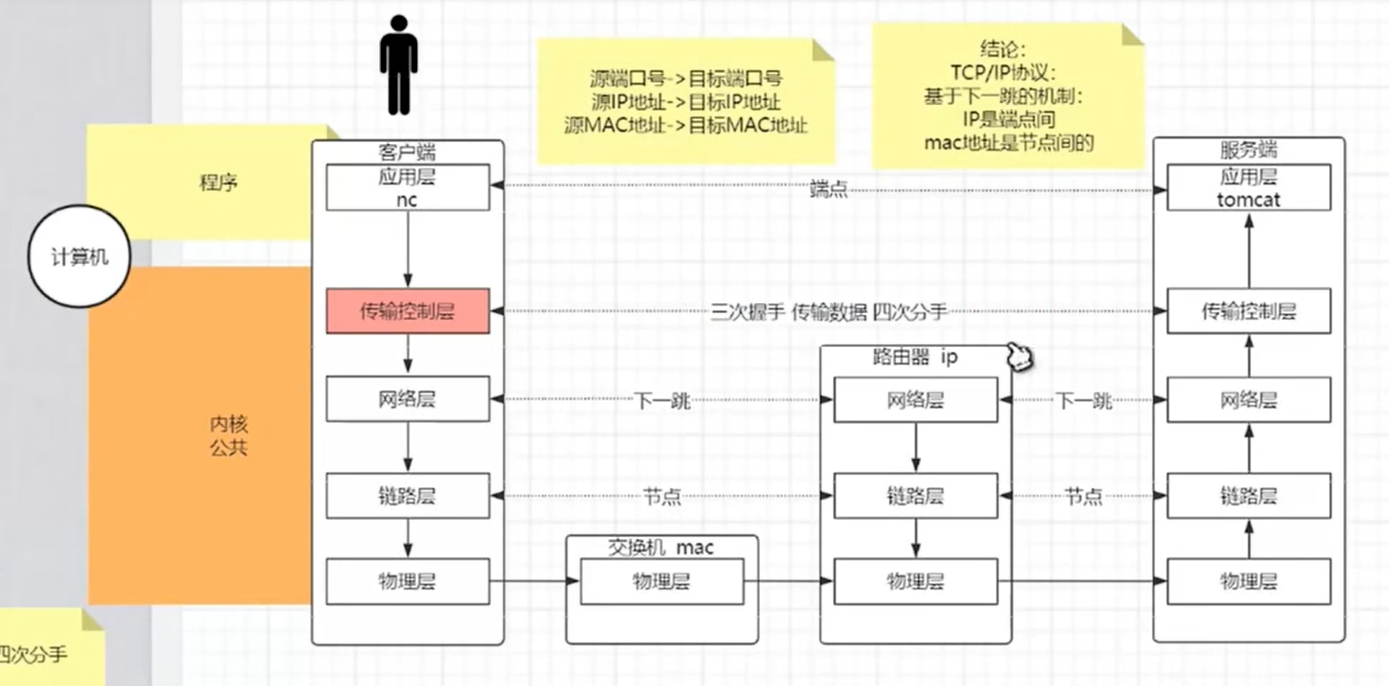 源端口号->目标端口号
源IP地址->目标IP地址
源MAC地址->目标MAC地址
结论：
TCP/IP协议：
基于下一跳的机制：
IP是端点间
mac地址是节点间的
程序
计算机
内核
公共
四次分手
客户端
应用层
nc
传输控制层
网络层
链路层
物理层
端点
三次握手 传输数据 四次分手
下一跳
下一跳
节点
节点
交换机 mac
物理层
路由器 ip
网络层
链路层
物理层
服务端
应用层
tomcat
传输控制层
网络层
链路层
物理层